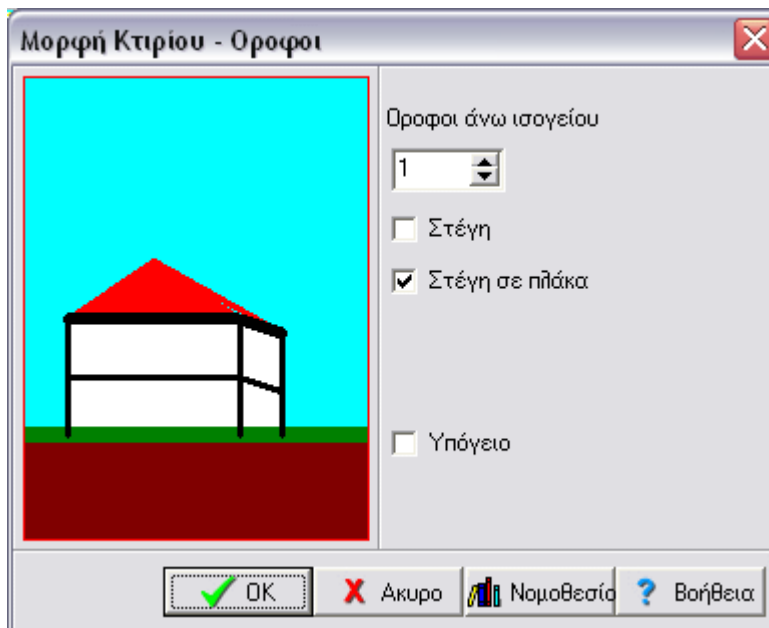 Μορφή Κτιρίου - Οροφοι
Οροφοι άνω ισογείου
1
Στέγη
Στέγη σε πλάκα
Υπόγειο
OK
Ακυρο
Νομοθεσίο
Βοήθεια